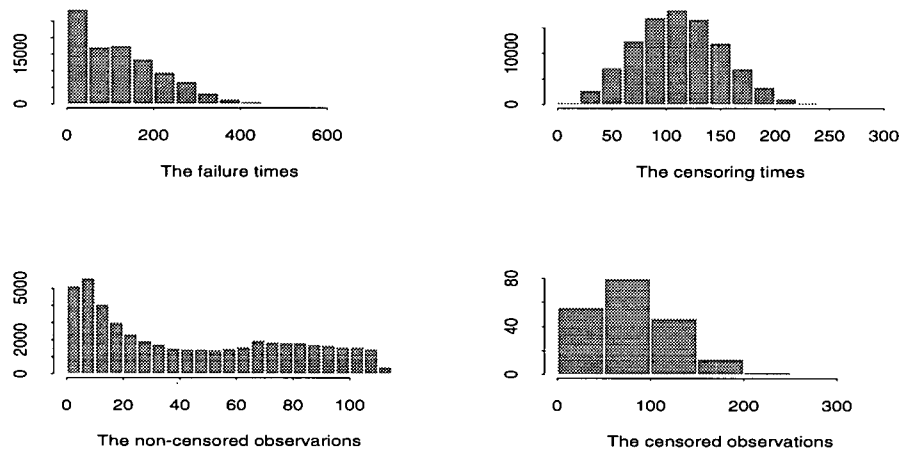 15000
0
0 200 400 600
The failure times
10000
0
0 50 100 150 200 250 300
The censoring times
5000
2000
0
0 20 40 60 80 100
The non-censored observarions
80
40
0
0 100 200 300
The censored observations